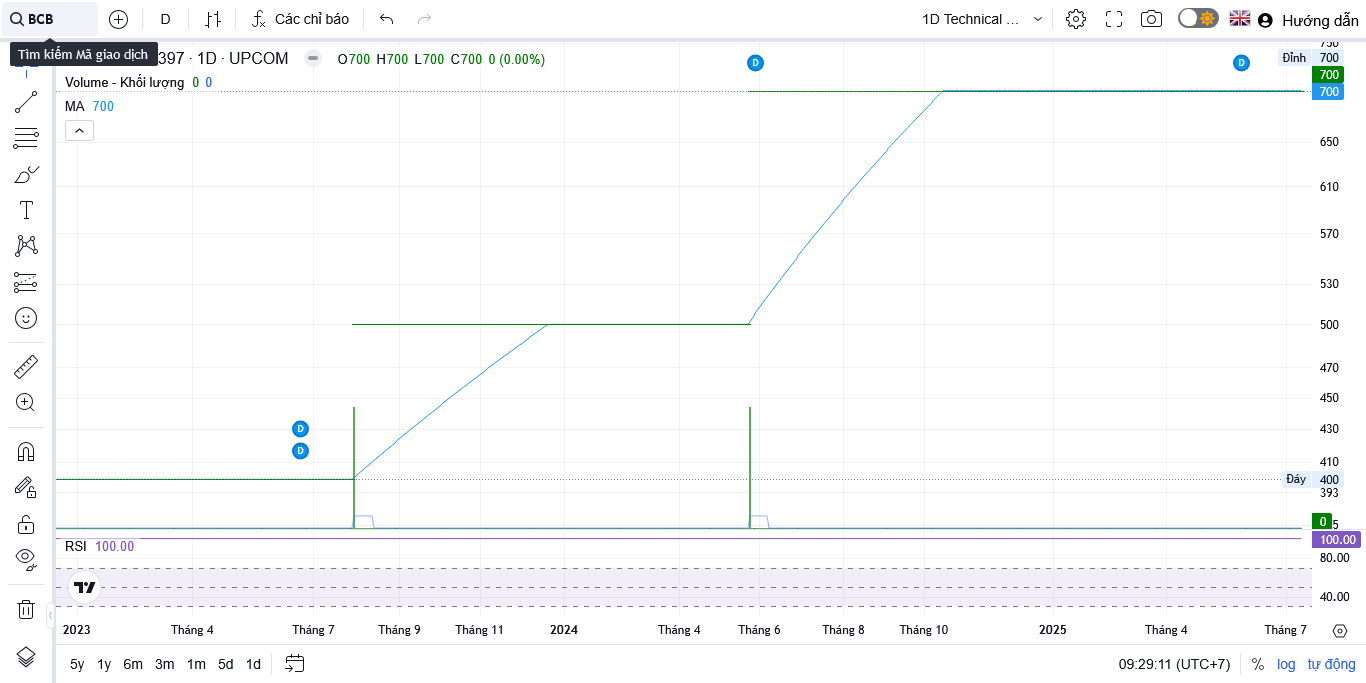 BCB
D
Các chỉ báo
1D Technical ...
Hướng dẫn
Tìm kiếm Mã giao dịch
397 · 1D · UPCOM
O700 H700 L700 C700 0 (0.00%)
Volume - Khối lượng 0 0
MA 700
D
D
D
D
750
Đỉnh 700
700
700
650
610
570
530
500
470
450
430
410
Đáy 400
393
0
5
RSI 100.00
100.00
80.00
40.00
2023 Tháng 4 Tháng 7 Tháng 9 Tháng 11 2024 Tháng 4 Tháng 6 Tháng 8 Tháng 10 2025 Tháng 4 Tháng 7
5y 1y 6m 3m 1m 5d 1d
09:29:11 (UTC+7) % log tự động